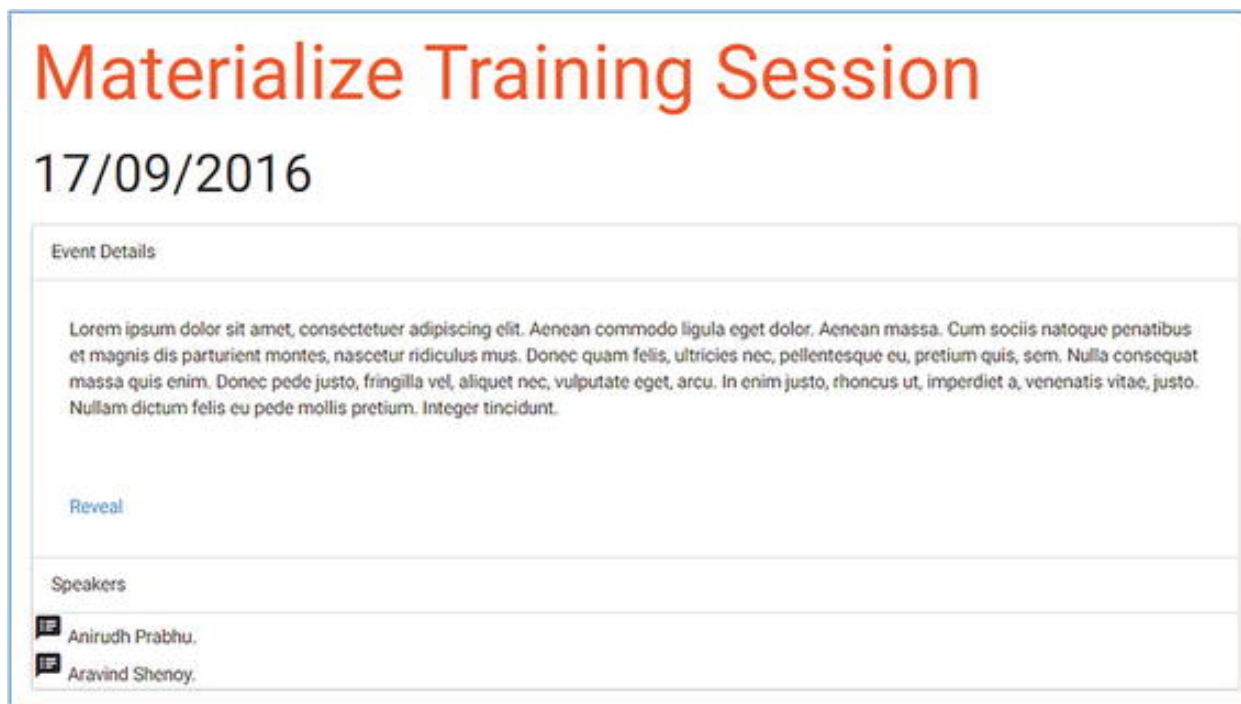 Materialize Training Session
17/09/2016
Event Details
Lorem ipsum dolor sit amet, consectetuer adipiscing elit. Aenean commodo ligula eget dolor. Aenean massa. Cum sociis natoque penatibus
et magnis dis parturient montes, nascetur ridiculus mus. Donec quam felis, ultricies nec, pellentesque eu, pretium quis, sem. Nulla consequat
massa quis enim. Donec pede justo, fringilla vel, aliquet nec, vulputate eget, arcu. In enim justo, rhoncus ut, imperdiet a, venenatis vitae, justo.
Nullam dictum felis eu pede mollis pretium. Integer tincidunt.
Reveal
Speakers
Anirudh Prabhu.
Aravind Shenoy.